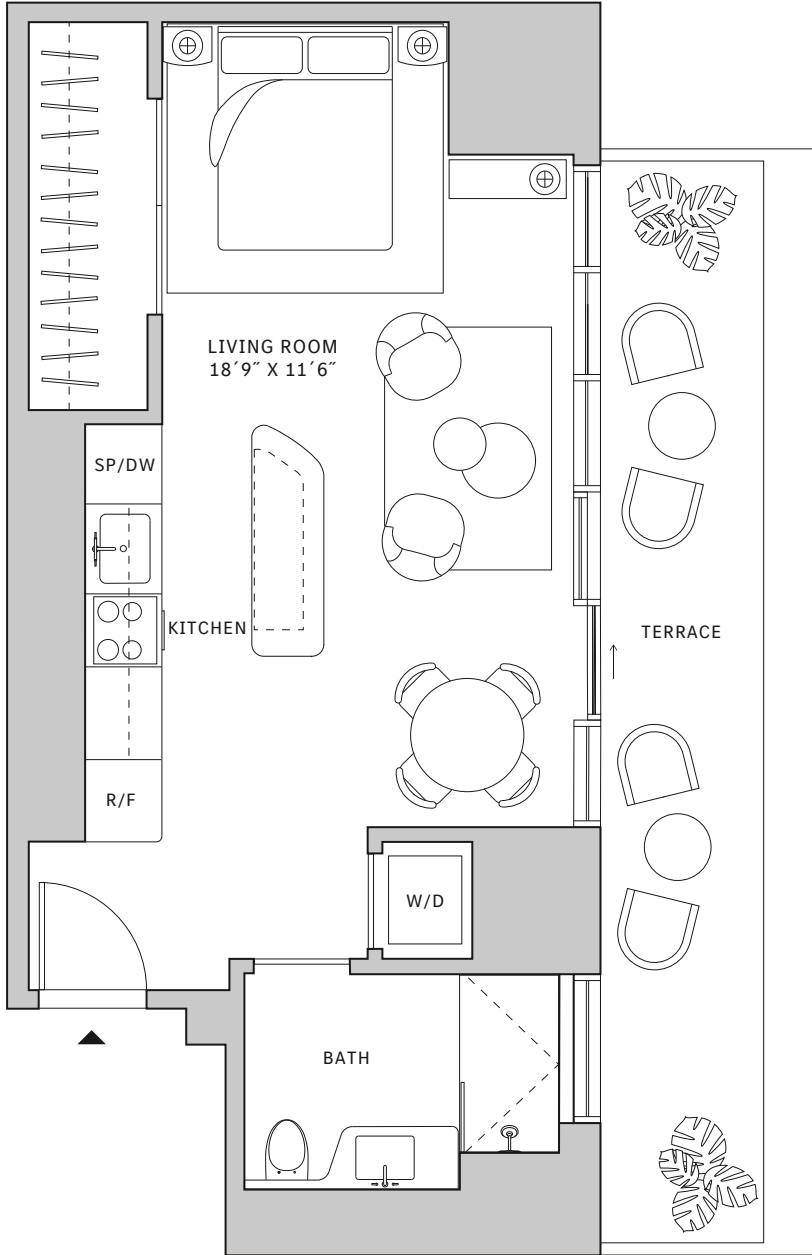 LIVING ROOM
18´9˝ X 11´6˝
SP/DW
KITCHEN
TERRACE
R/F
W/D
BATH